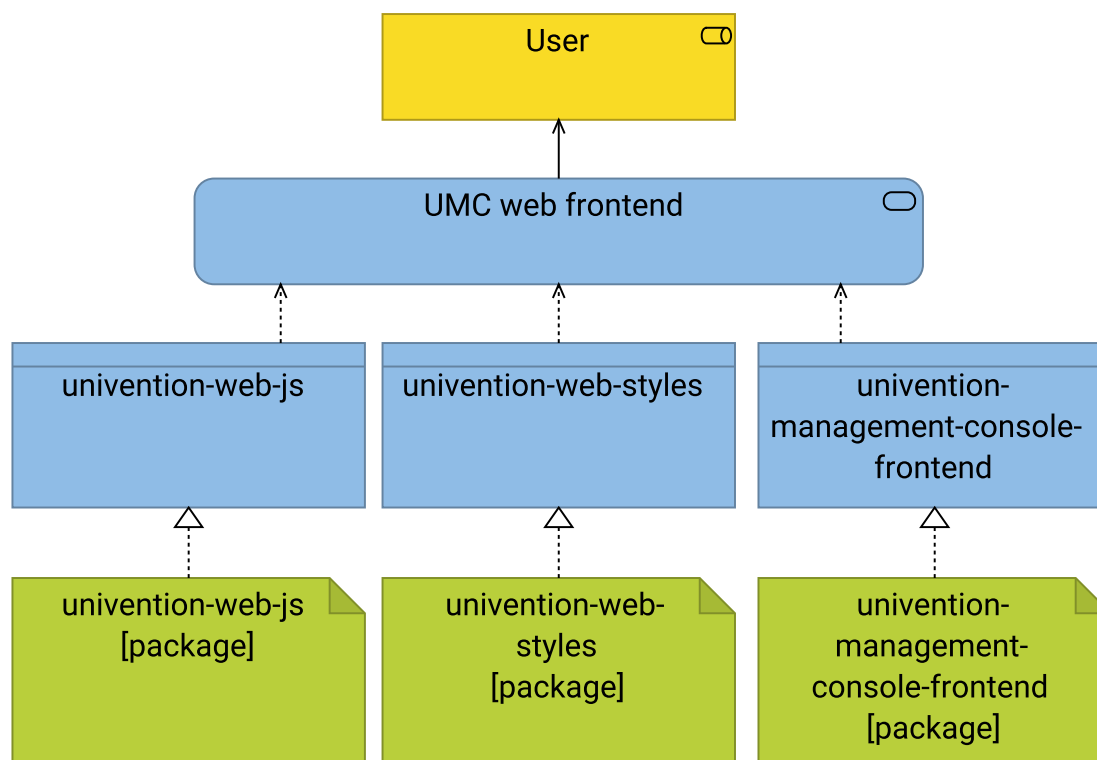 User
UMC web frontend
univention-web-js
univention-web-styles
univention-
management-console-
frontend
univention-web-js
[package]
univention-web-
styles
[package]
univention-
management-
console-frontend
[package]